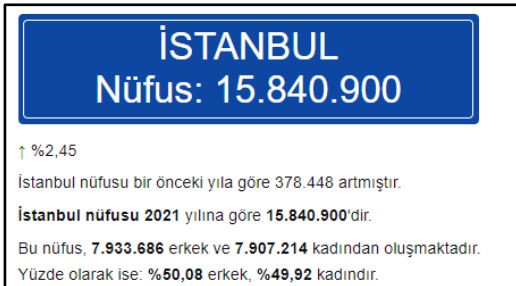 İSTANBUL
Nüfus: 15.840.900
↑ %2,45
İstanbul nüfusu bir önceki yıla göre 378.448 artmıştır.
İstanbul nüfusu 2021 yılına göre 15.840.900'dir.
Bu nüfus, 7.933.686 erkek ve 7.907.214 kadından oluşmaktadır.
Yüzde olarak ise: %50,08 erkek, %49,92 kadındır.